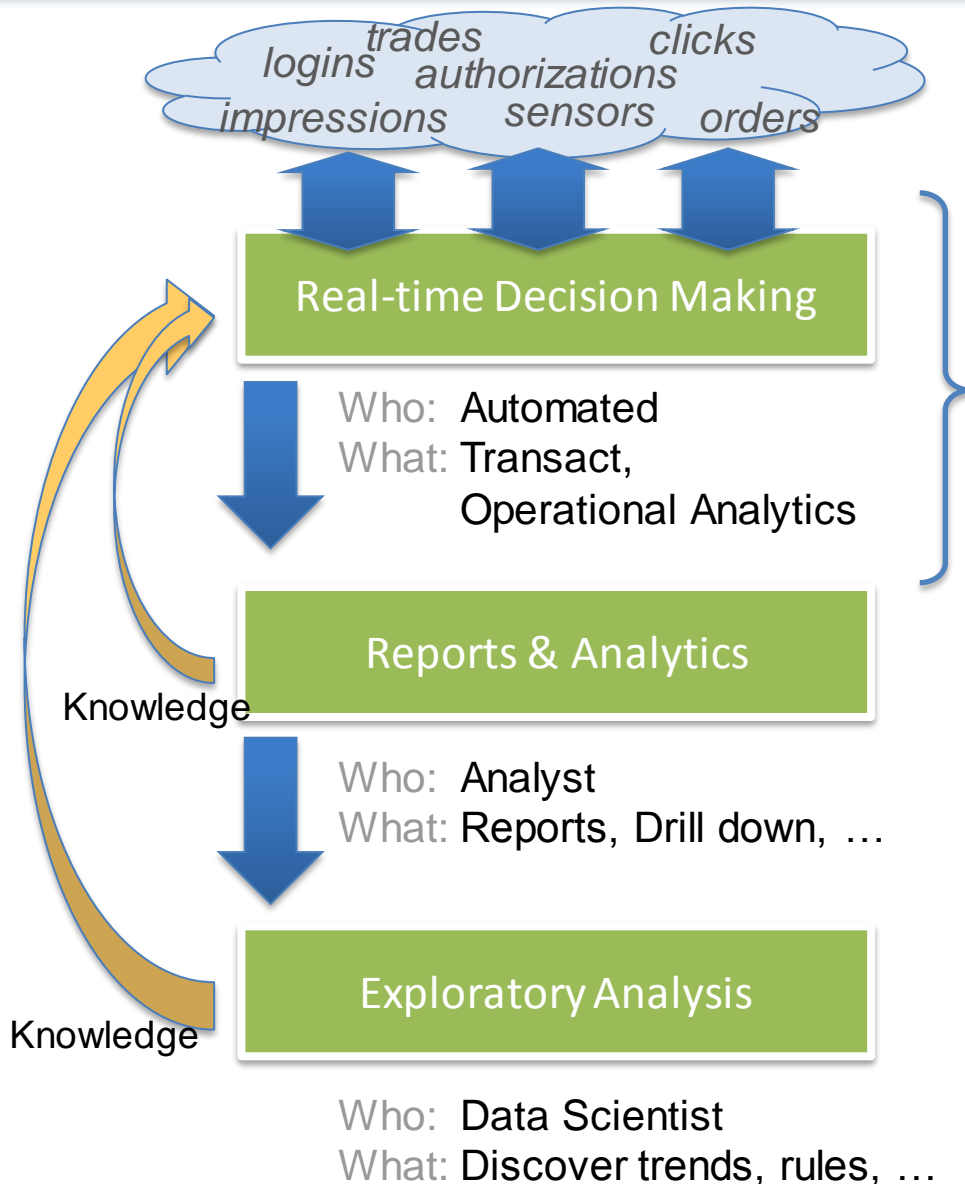 trades
clicks
logins
authorizations
impressions
sensors
orders
Real-time Decision Making
Who: Automated
What: Transact,
Operational Analytics
Reports & Analytics
Knowledge
Who: Analyst
What: Reports, Drill down, …
Exploratory Analysis
Knowledge
Who: Data Scientist
What: Discover trends, rules, …